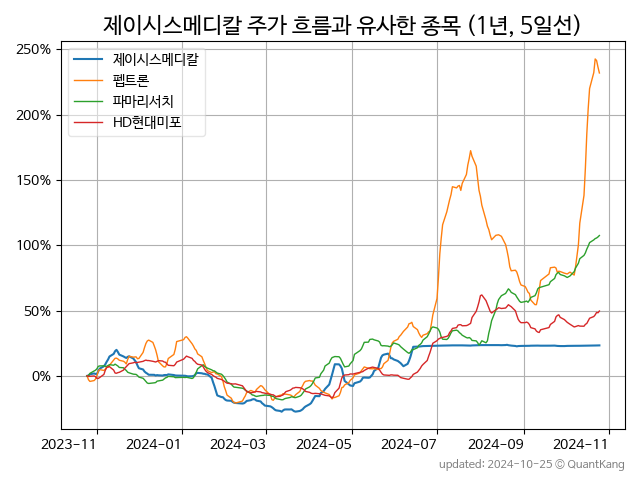 제이시스메디칼 주가 흐름과 유사한 종목 (1년, 5일선)
제이시스메디칼
펩트론
파마리서치
HD현대미포
250%
200%
150%
100%
50%
0%
2023-11
2024-01
2024-03
2024-05
2024-07
2024-09
2024-11
updated: 2024-10-25 © QuantKang